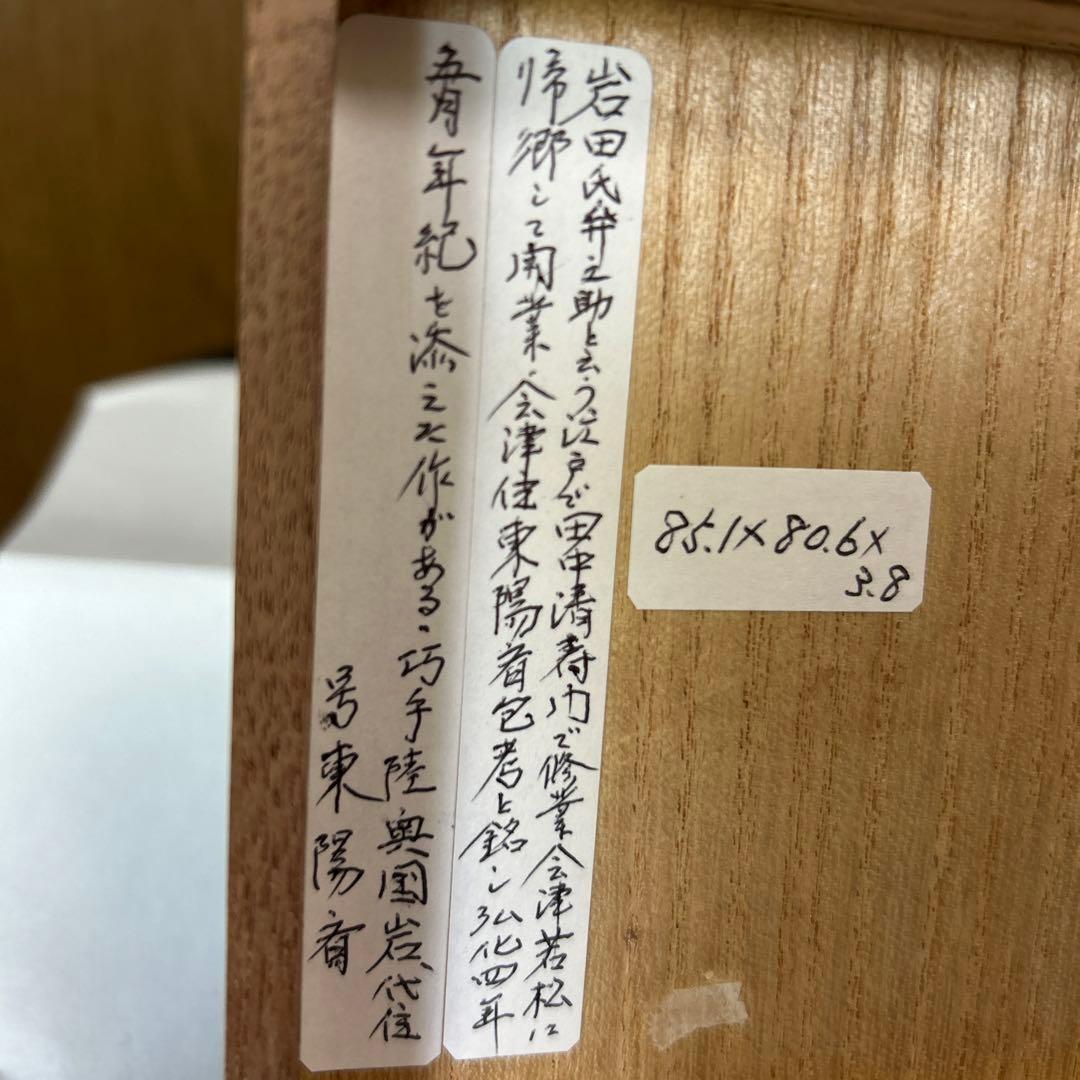 岩田氏弁之助と云う江戸で田中清寿門で修業会津若松に
帰郷して開業、会津住東陽斎包考と銘し弘化四年
五月年紀を添えた作がある、巧手陸奥国岩代住
号東陽斎
85.1×80.6×
3.8